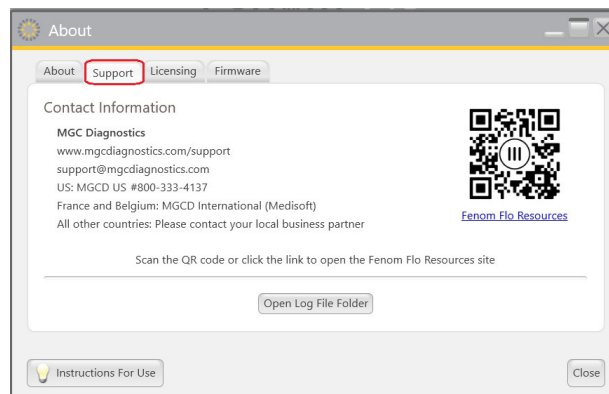 About
About Support Licensing Firmware
Contact Information
MGC Diagnostics
www.mgcdiagnostics.com/support
support@mgcdiagnostics.com
US: MGCD US #800-333-4137
France and Belgium: MGCD International (Medisoft)
All other countries: Please contact your local business partner
Fenom Flo Resources
Scan the QR code or click the link to open the Fenom Flo Resources site
Open Log File Folder
Instructions For Use
Close